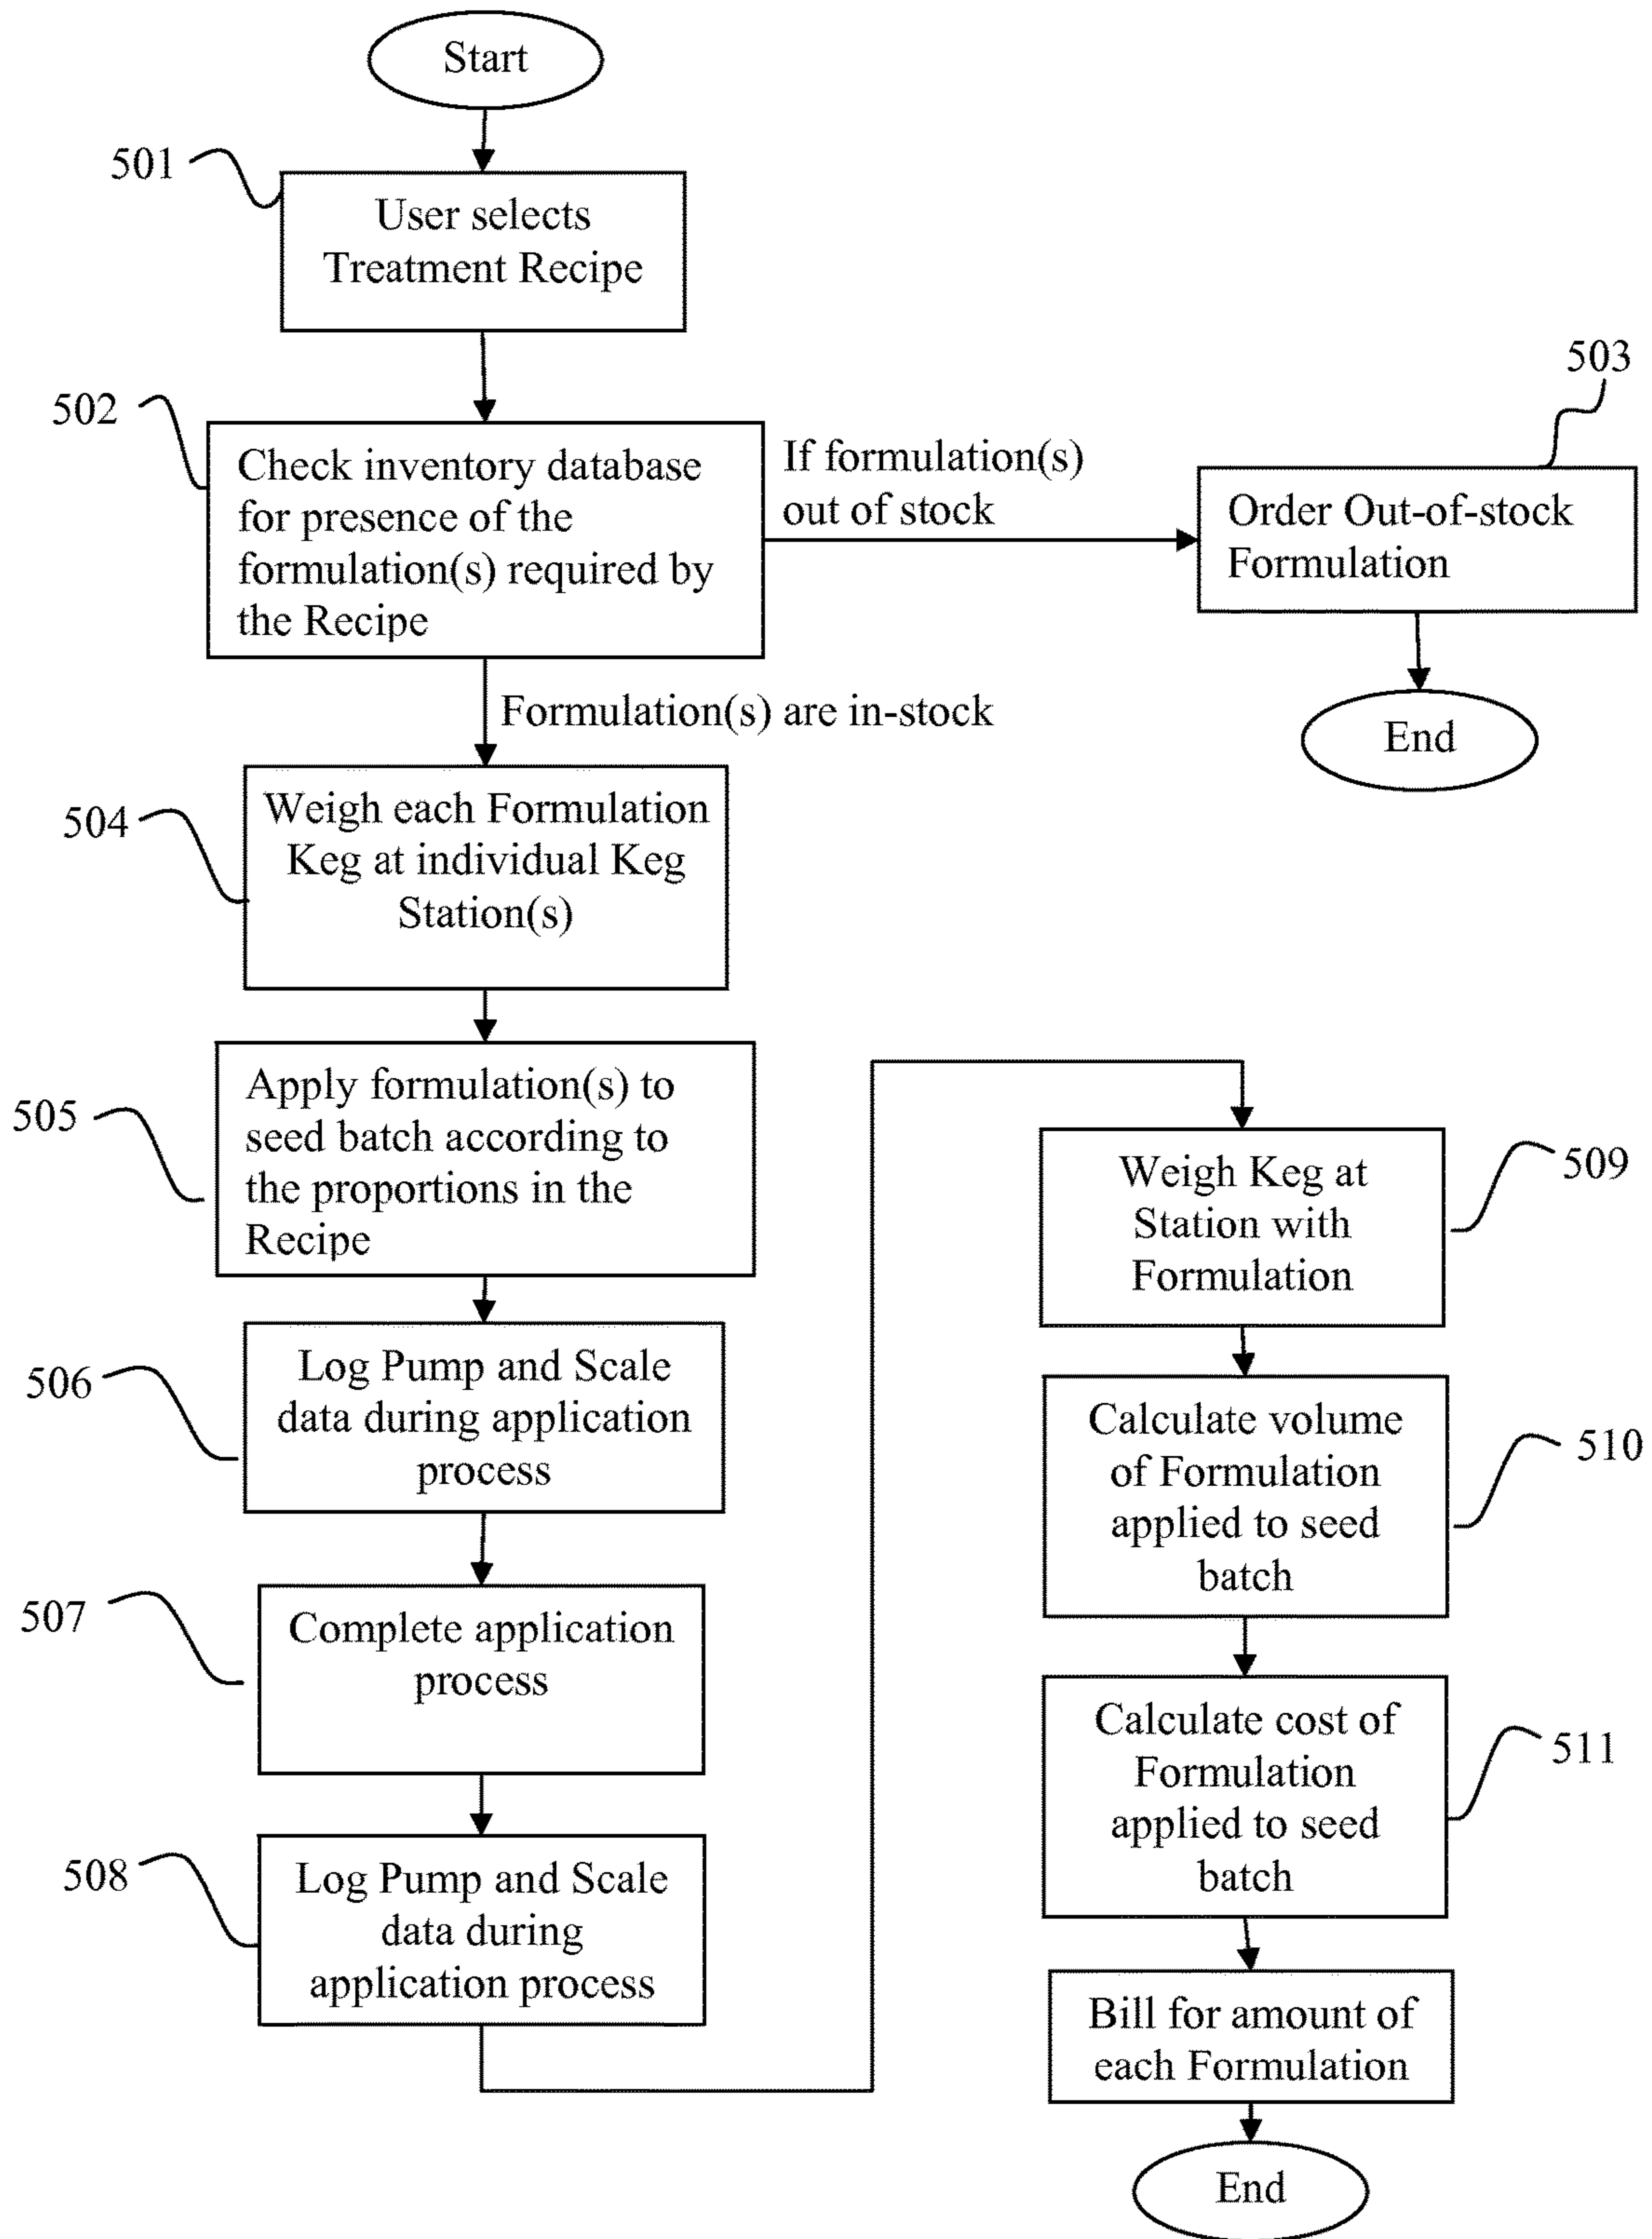 Start
501
User selects
Treatment Recipe
502
Check inventory database
for presence of the
formulation(s) required by
the Recipe
If formulation(s)
out of stock
503
Order Out-of-stock
Formulation
End
Formulation(s) are in-stock
504
Weigh each Formulation
Keg at individual Keg
Station(s)
505
Apply formulation(s) to
seed batch according to
the proportions in the
Recipe
506
Log Pump and Scale
data during application
process
507
Complete application
process
508
Log Pump and Scale
data during
application process
509
Weigh Keg at
Station with
Formulation
510
Calculate volume
of Formulation
applied to seed
batch
511
Calculate cost of
Formulation
applied to seed
batch
Bill for amount of
each Formulation
End